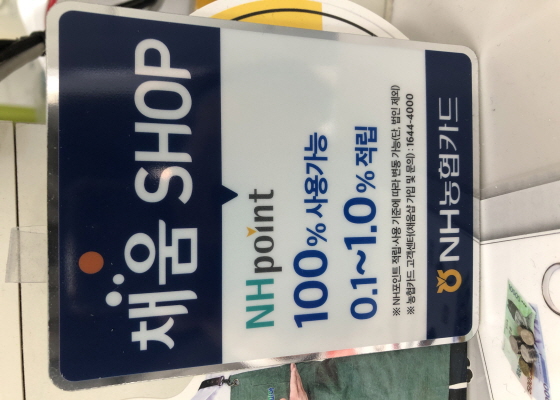 채움 SHOP
NHpoint
100% 사용가능
0.1~1.0% 적립
※ NH포인트 적립·사용 기준에 따라 변동 가능(단, 법인 제외)
※ 농협카드 고객센터(채움샵 가입 및 문의) : 1644-4000
NH농협카드